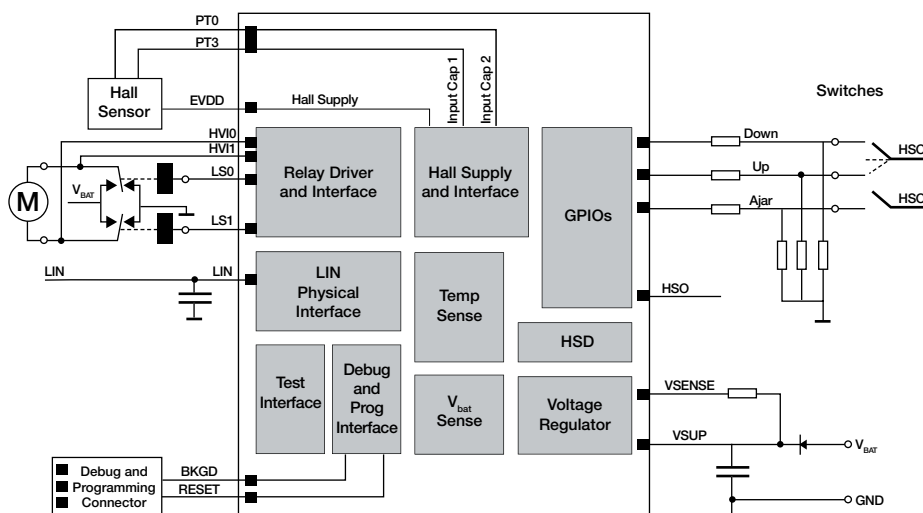 PT0
PT3
Hall
Sensor
EVDD
Hall Supply
Input Cap 1
Input Cap 2
Switches
HVI0
HVI1
LS0
LS1
M
VBAT
Relay Driver
and Interface
Hall Supply
and Interface
GPIOs
Down
Up
Ajar
HSO
HSO
LIN
LIN
LIN
Physical
Interface
Temp
Sense
HSO
HSD
Test
Interface
Debug
and
Prog
Interface
Vbat
Sense
Voltage
Regulator
VSENSE
VSUP
VBAT
GND
Debug and
Programming
Connector
BKGD
RESET